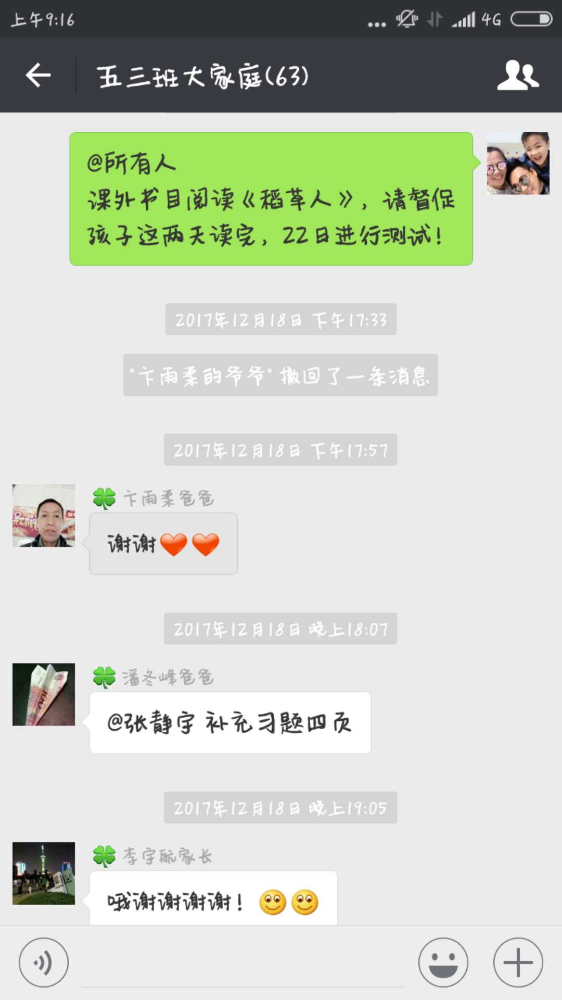 上午9:16
4G
五三班大家庭(63)
@所有人
课外书目阅读《稻草人》，请督促
孩子这两天读完，22日进行测试！
2017年12月18日 下午17:33
"卞雨柔的爷爷"撤回了一条消息
2017年12月18日 下午17:57
卞雨柔爸爸
谢谢
2017年12月18日 晚上18:07
潘冬峰爸爸
@张静宇 补充习题四页
2017年12月18日 晚上19:05
李宇航家长
哦谢谢谢谢！